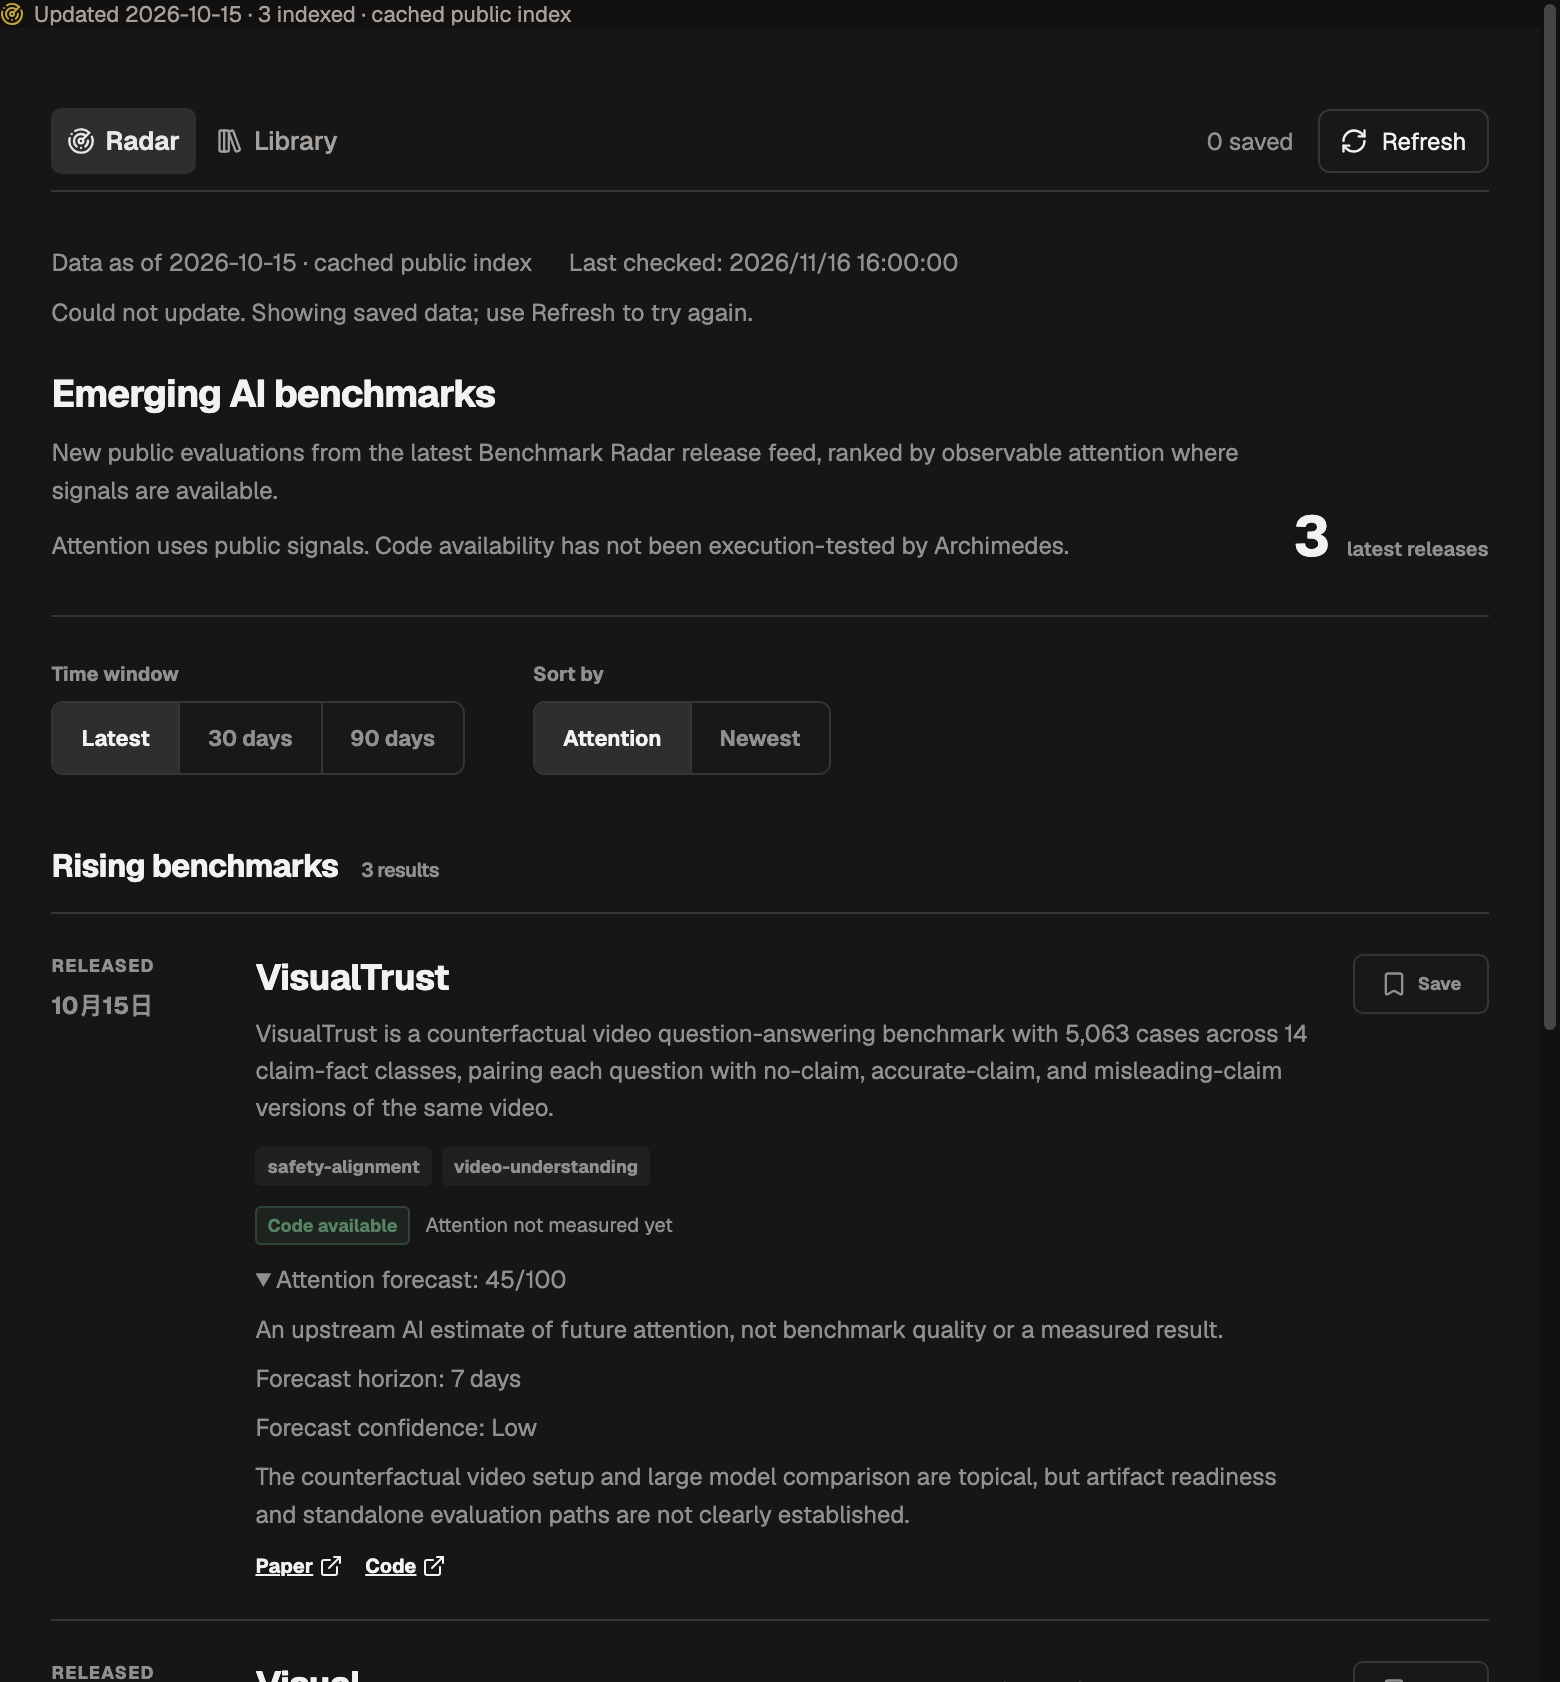 Updated 2026-10-15 · 3 indexed · cached public index
Radar
Library
0 saved
Refresh
Data as of 2026-10-15 · cached public index
Last checked: 2026/11/16 16:00:00
Could not update. Showing saved data; use Refresh to try again.
Emerging AI benchmarks
New public evaluations from the latest Benchmark Radar release feed, ranked by observable attention where
signals are available.
Attention uses public signals. Code availability has not been execution-tested by Archimedes.
3 latest releases
Time window
Sort by
Latest
30 days
90 days
Attention
Newest
Rising benchmarks
3 results
RELEASED
10月15日
VisualTrust
Save
VisualTrust is a counterfactual video question-answering benchmark with 5,063 cases across 14
claim-fact classes, pairing each question with no-claim, accurate-claim, and misleading-claim
versions of the same video.
safety-alignment
video-understanding
Code available
Attention not measured yet
▼ Attention forecast: 45/100
An upstream AI estimate of future attention, not benchmark quality or a measured result.
Forecast horizon: 7 days
Forecast confidence: Low
The counterfactual video setup and large model comparison are topical, but artifact readiness
and standalone evaluation paths are not clearly established.
Paper
Code
RELEASED